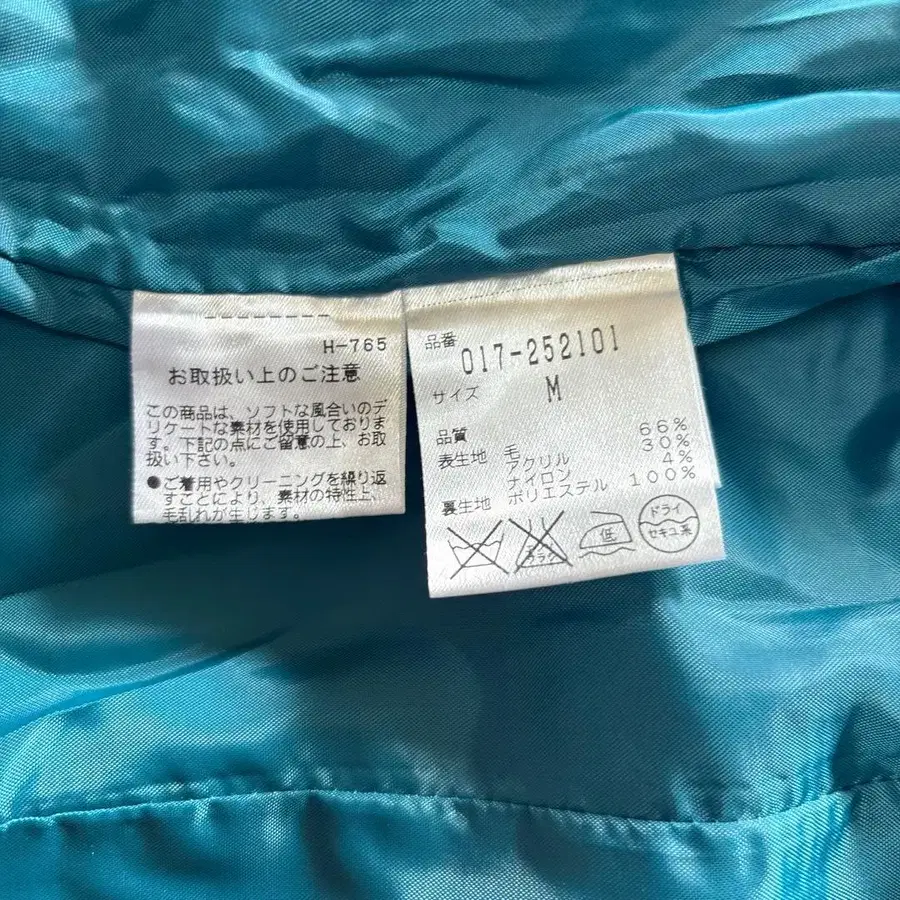 H-765
お取扱い上のご注意
この商品は、ソフトな風合いのデ
リケートな素材を使用しておりま
す。下記の点にご留意の上、お取
扱い下さい。
●ご着用やクリーニングを繰り返
すことにより、素材の特性上、
毛乱れが生じます。
品番 017-252101
サイズ M
品質
表生地 毛 66%
アクリル 30%
ナイロン 4%
裏生地 ポリエステル 100%
低
ドライ
セキユ系